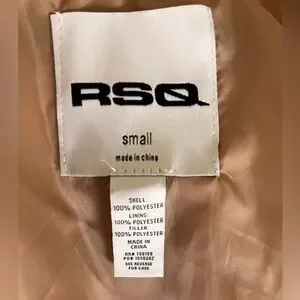 RSQ
small
made in china
SHELL
100% POLYESTER
LINING
100% POLYESTER
FILLER
100% POLYESTER
MADE IN
CHINA
SEE REVERSE
FOR CARE